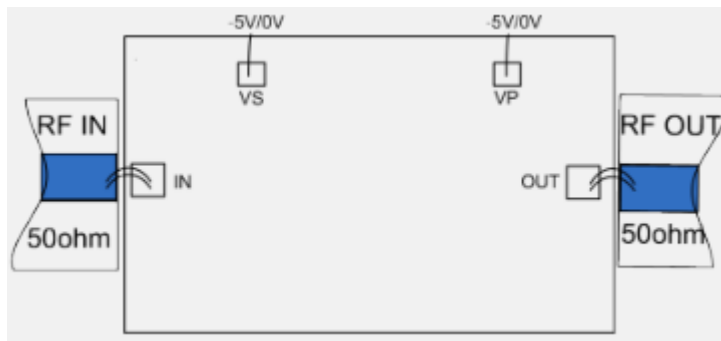 -5V/0V
-5V/0V
VS
VP
RF IN
RF OUT
IN
OUT
50ohm
50ohm